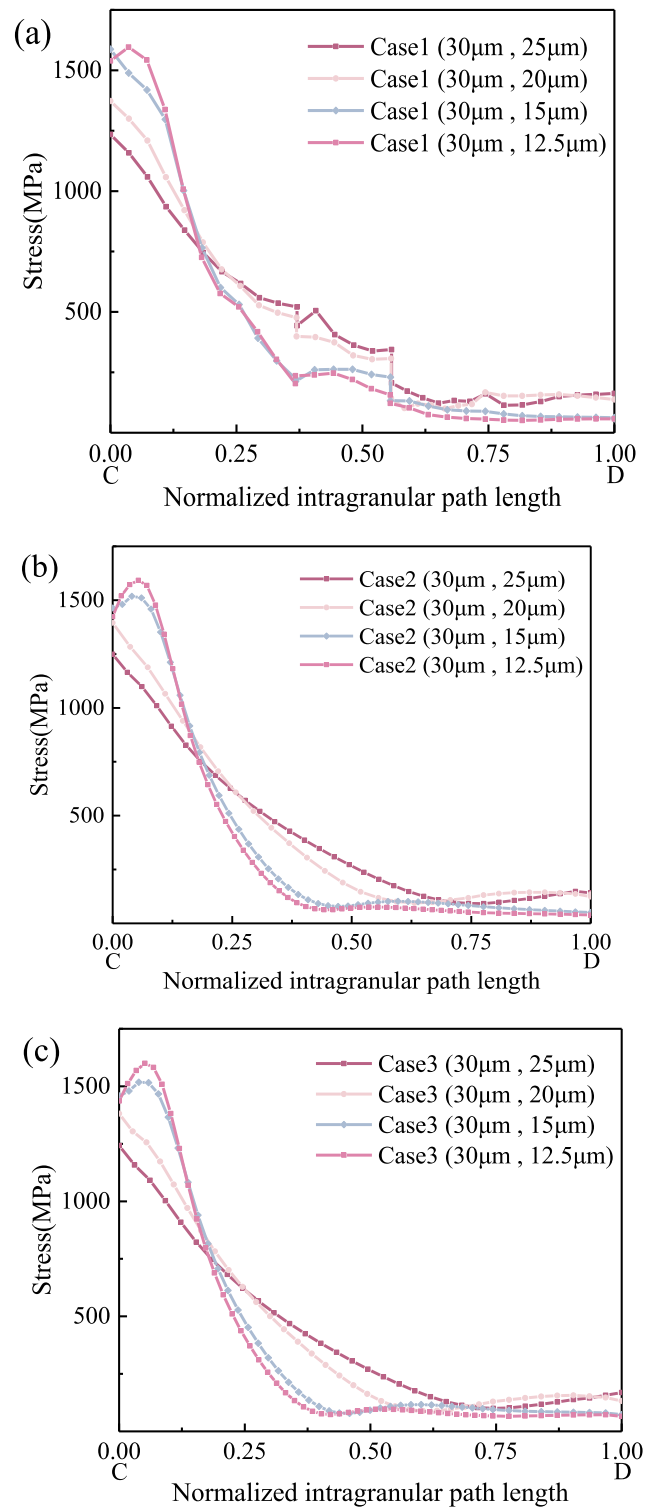 (a)
Case1 (30μm , 25μm)
Case1 (30μm , 20μm)
Case1 (30μm , 15μm)
Case1 (30μm , 12.5μm)
Stress(MPa)
1500
1000
500
0.00 0.25 0.50 0.75 1.00
C D
Normalized intragranular path length
(b)
Case2 (30μm , 25μm)
Case2 (30μm , 20μm)
Case2 (30μm , 15μm)
Case2 (30μm , 12.5μm)
Stress(MPa)
1500
1000
500
0.00 0.25 0.50 0.75 1.00
C D
Normalized intragranular path length
(c)
Case3 (30μm , 25μm)
Case3 (30μm , 20μm)
Case3 (30μm , 15μm)
Case3 (30μm , 12.5μm)
Stress(MPa)
1500
1000
500
0.00 0.25 0.50 0.75 1.00
C D
Normalized intragranular path length